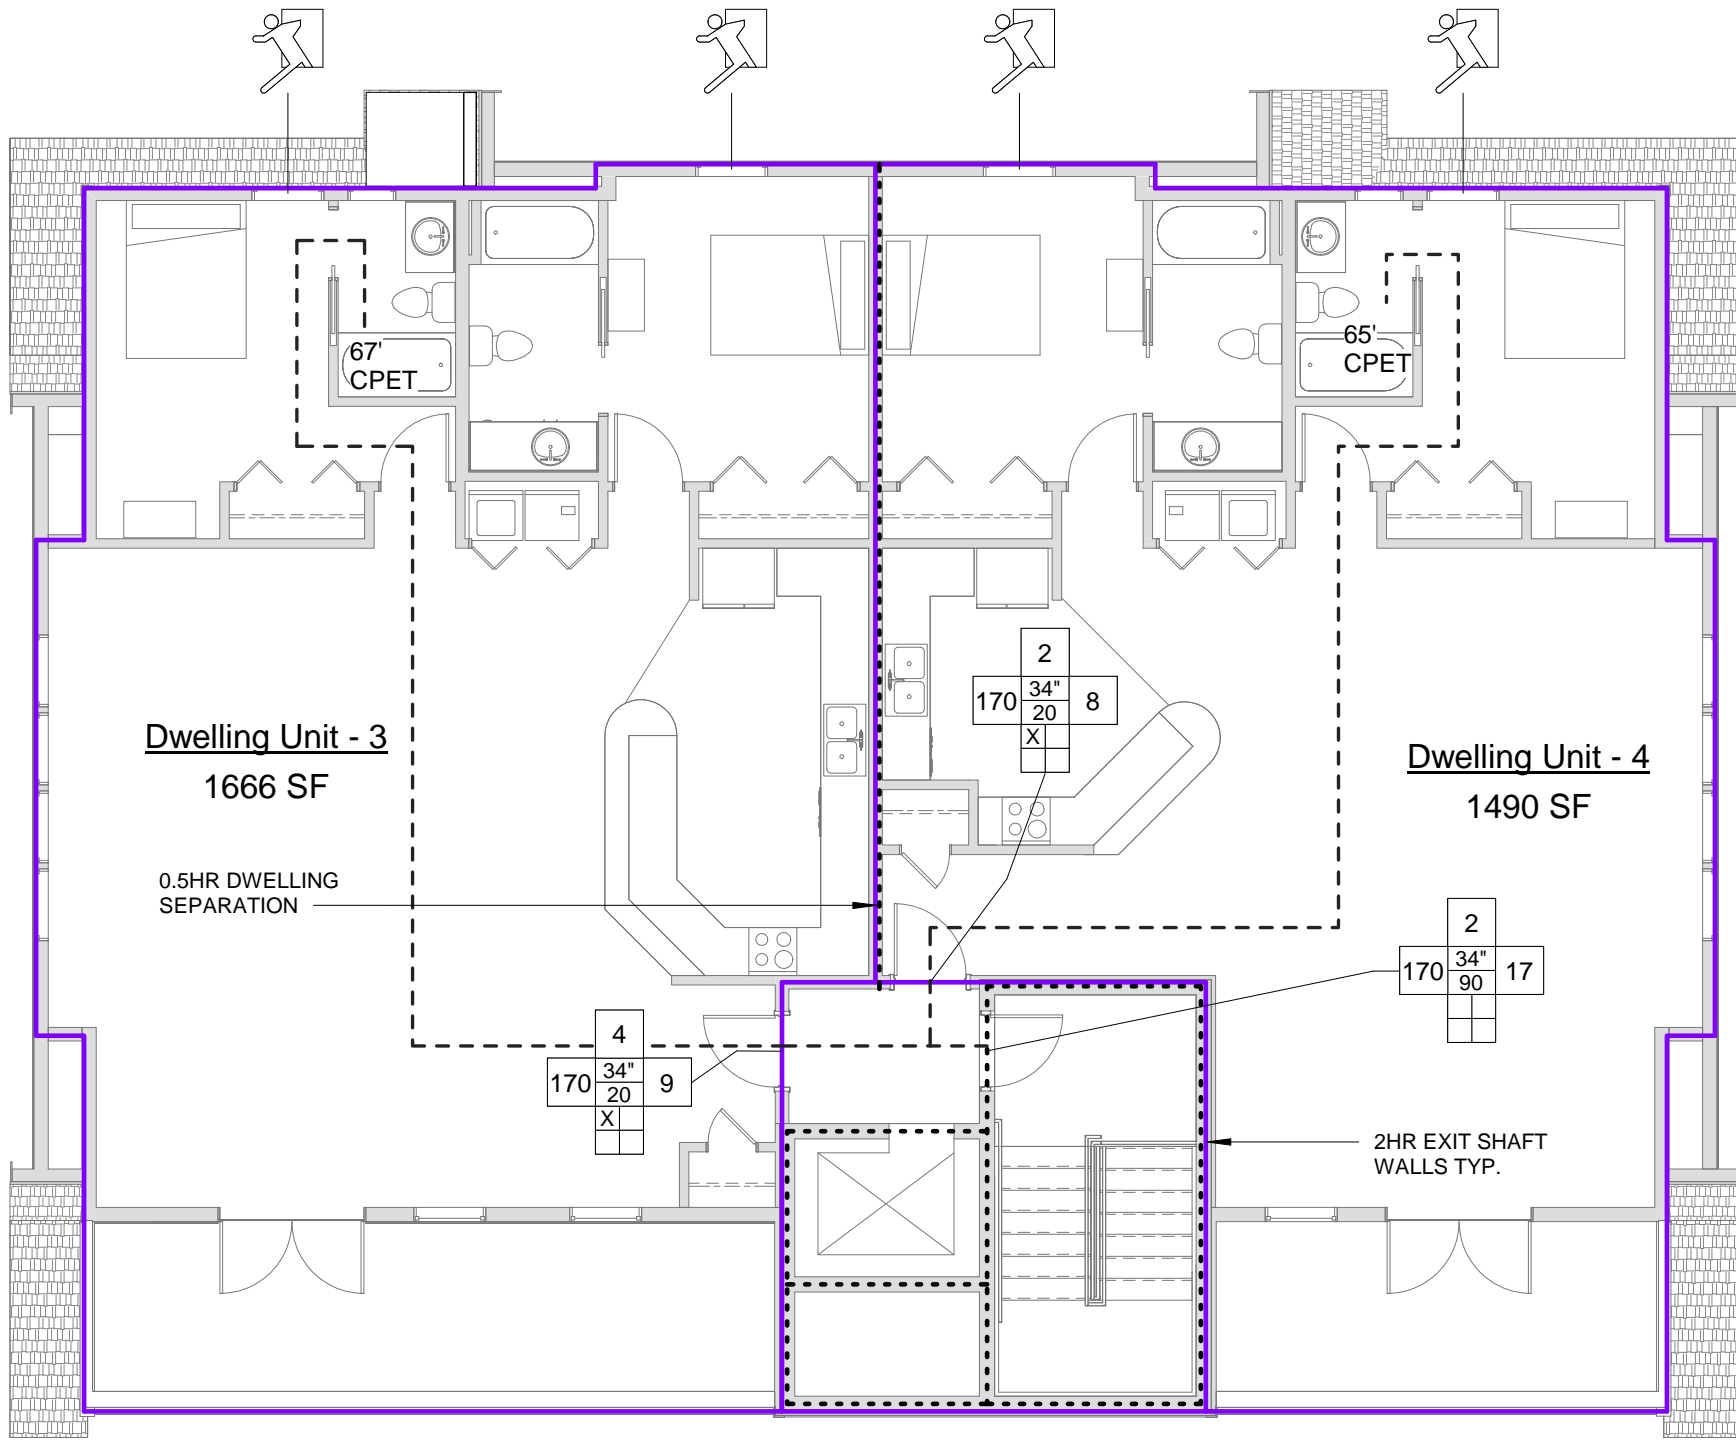 67'
CPET
65'
CPET
2
170 34" 8
20
X
Dwelling Unit - 3
1666 SF
Dwelling Unit - 4
1490 SF
0.5HR DWELLING
SEPARATION
2
170 34" 17
90
4
170 34" 9
20
X
2HR EXIT SHAFT
WALLS TYP.